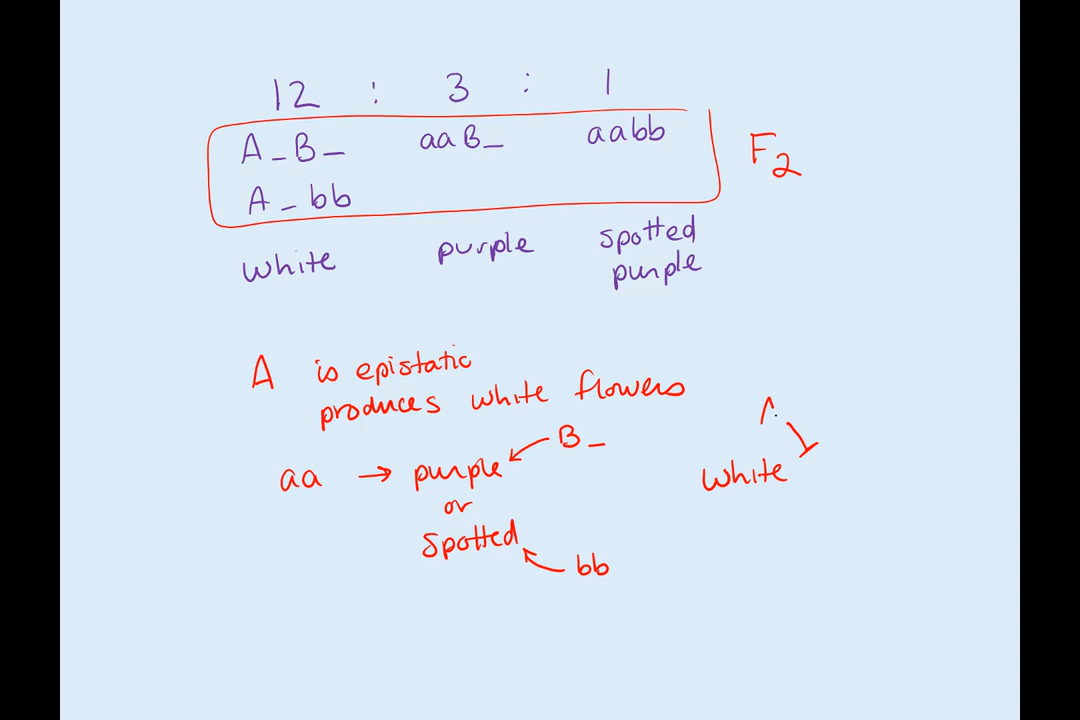 12 : 3 : 1
A_B_ aaB_ aabb
A_bb
F2
white purple spotted purple
A is epistatic
produces white flowers
aa → purple ← B_
or
spotted ← bb
white